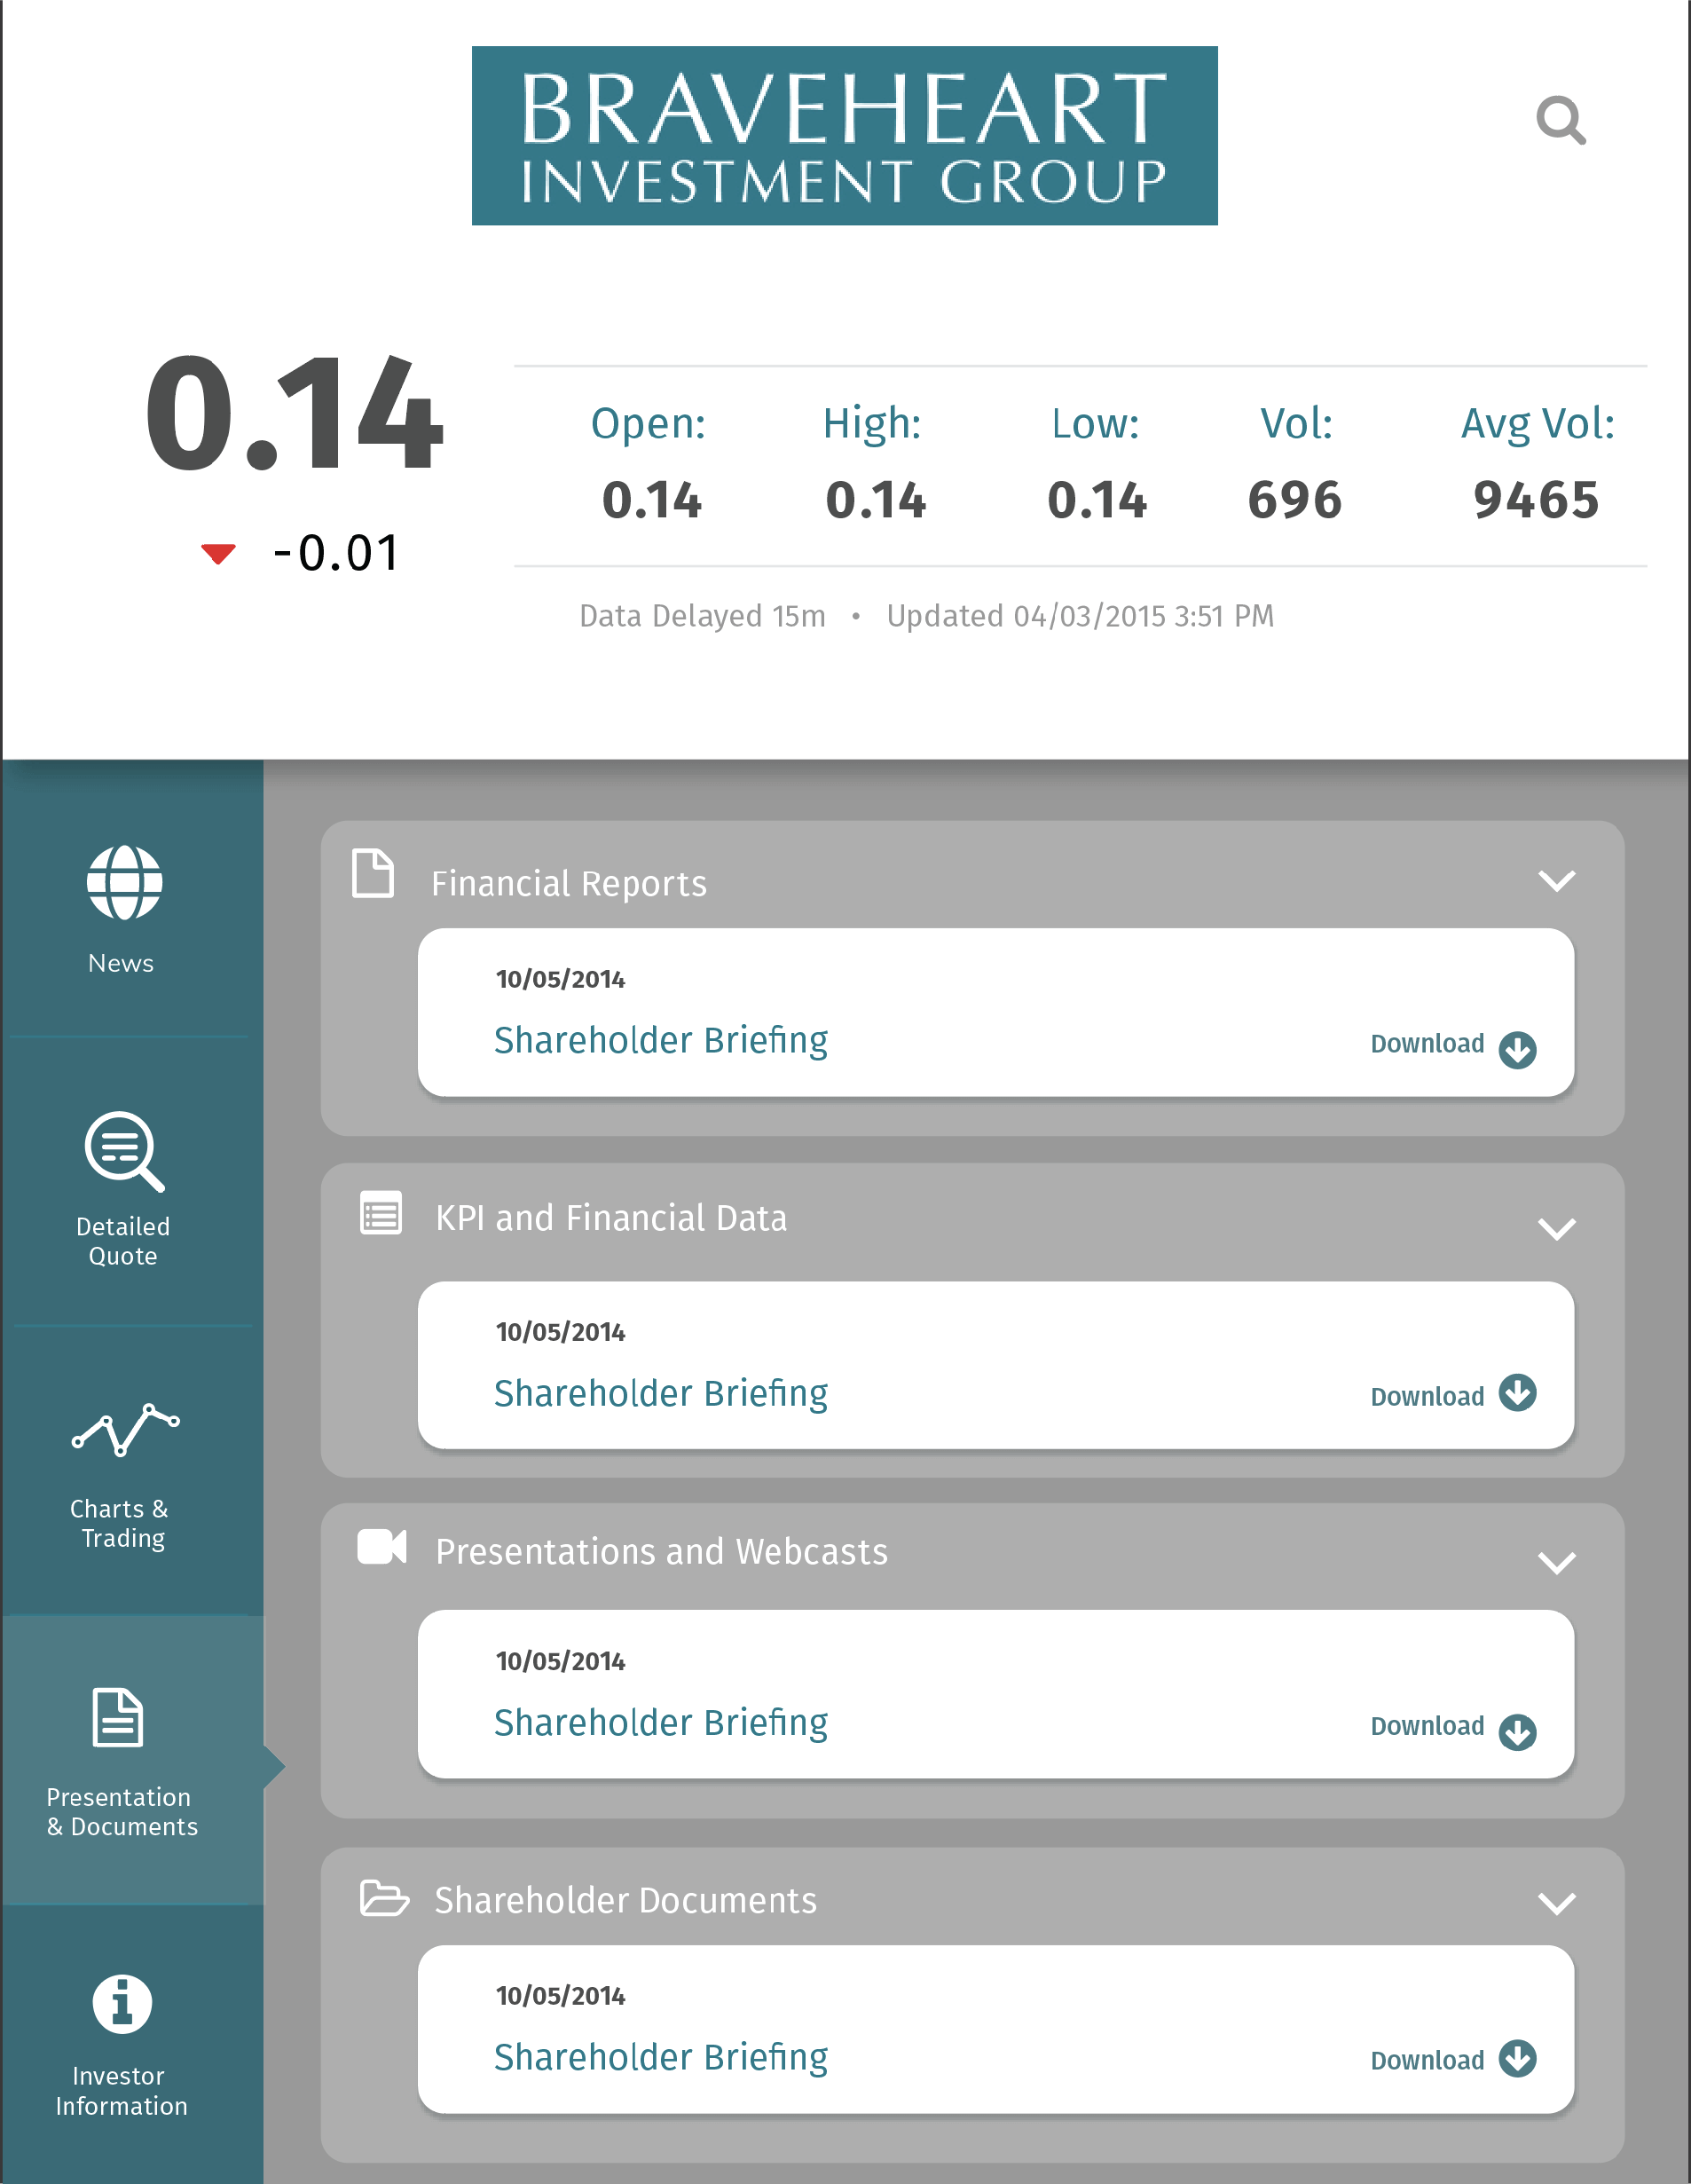 BRAVEHEART
INVESTMENT GROUP
0.14
-0.01
Open: High: Low: Vol: Avg Vol:
0.14 0.14 0.14 696 9465
Data Delayed 15m • Updated 04/03/2015 3:51 PM
News
Detailed
Quote
Charts &
Trading
Presentation
& Documents
Investor
Information
Financial Reports
10/05/2014
Shareholder Briefing Download
KPI and Financial Data
10/05/2014
Shareholder Briefing Download
Presentations and Webcasts
10/05/2014
Shareholder Briefing Download
Shareholder Documents
10/05/2014
Shareholder Briefing Download